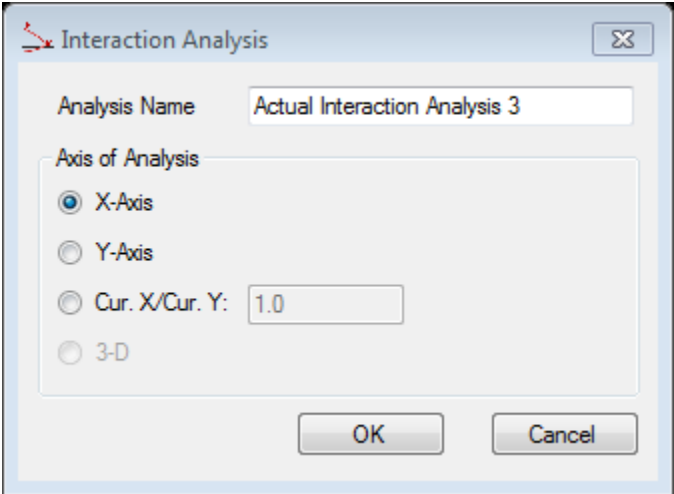 Interaction Analysis
Analysis Name Actual Interaction Analysis 3
Axis of Analysis
X-Axis
Y-Axis
Cur. X/Cur. Y: 1.0
3-D
OK Cancel